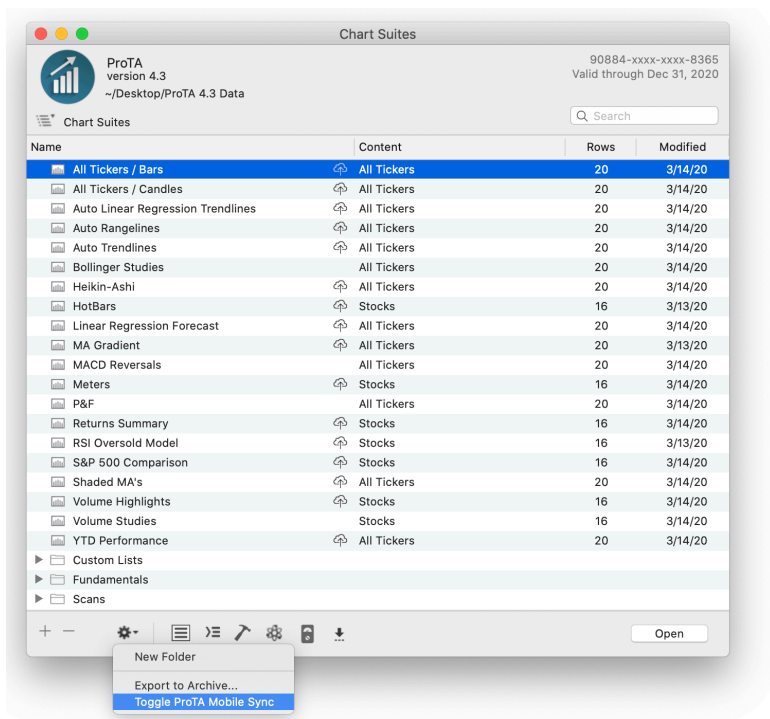 Chart Suites
ProTA
version 4.3
~/Desktop/ProTA 4.3 Data
90884-xxxx-xxxx-8365
Valid through Dec 31, 2020
Chart Suites
Search
Name Content Rows Modified
All Tickers / Bars All Tickers 20 3/14/20
All Tickers / Candles All Tickers 20 3/14/20
Auto Linear Regression Trendlines All Tickers 20 3/14/20
Auto Rangelines All Tickers 20 3/14/20
Auto Trendlines All Tickers 20 3/14/20
Bollinger Studies All Tickers 20 3/14/20
Heikin-Ashi All Tickers 20 3/14/20
HotBars Stocks 16 3/13/20
Linear Regression Forecast All Tickers 20 3/14/20
MA Gradient All Tickers 20 3/13/20
MACD Reversals All Tickers 20 3/14/20
Meters Stocks 16 3/14/20
P&F All Tickers 20 3/14/20
Returns Summary Stocks 16 3/14/20
RSI Oversold Model Stocks 16 3/13/20
S&P 500 Comparison Stocks 16 3/14/20
Shaded MA's All Tickers 20 3/14/20
Volume Highlights Stocks 16 3/14/20
Volume Studies Stocks 16 3/14/20
YTD Performance All Tickers 20 3/14/20
Custom Lists
Fundamentals
Scans
Open
New Folder
Export to Archive...
Toggle ProTA Mobile Sync